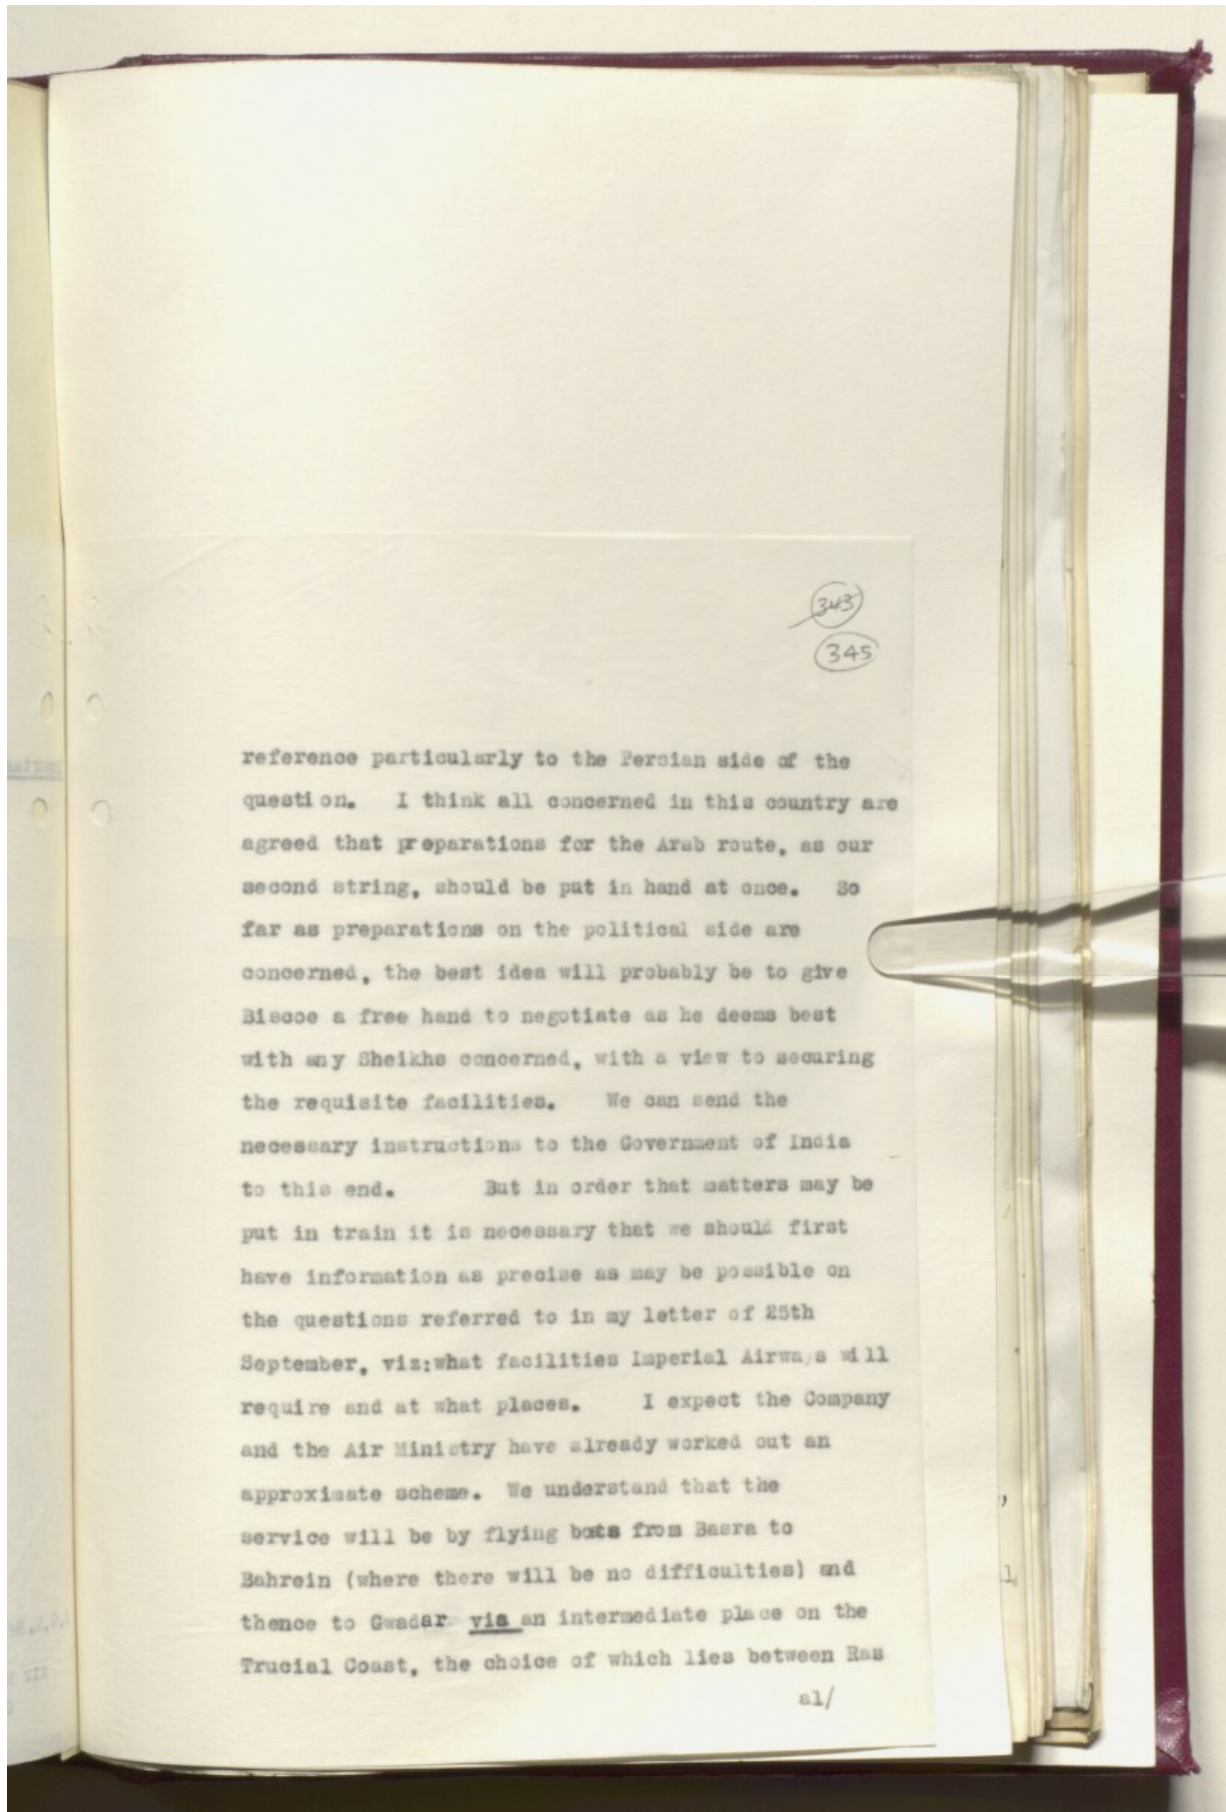 343
345
reference particularly to the Persian side of the
question. I think all concerned in this country are
agreed that preparations for the Arab route, as our
second string, should be put in hand at once. So
far as preparations on the political side are
concerned, the best idea will probably be to give
Biscoe a free hand to negotiate as he deems best
with any Sheikhs concerned, with a view to securing
the requisite facilities. We can send the
necessary instructions to the Government of India
to this end. But in order that matters may be
put in train it is necessary that we should first
have information as precise as may be possible on
the questions referred to in my letter of 25th
September, viz:what facilities Imperial Airways will
require and at what places. I expect the Company
and the Air Ministry have already worked out an
approximate scheme. We understand that the
service will be by flying boats from Basra to
Bahrein (where there will be no difficulties) and
thence to Gwadar via an intermediate place on the
Trucial Coast, the choice of which lies between Ras
al/